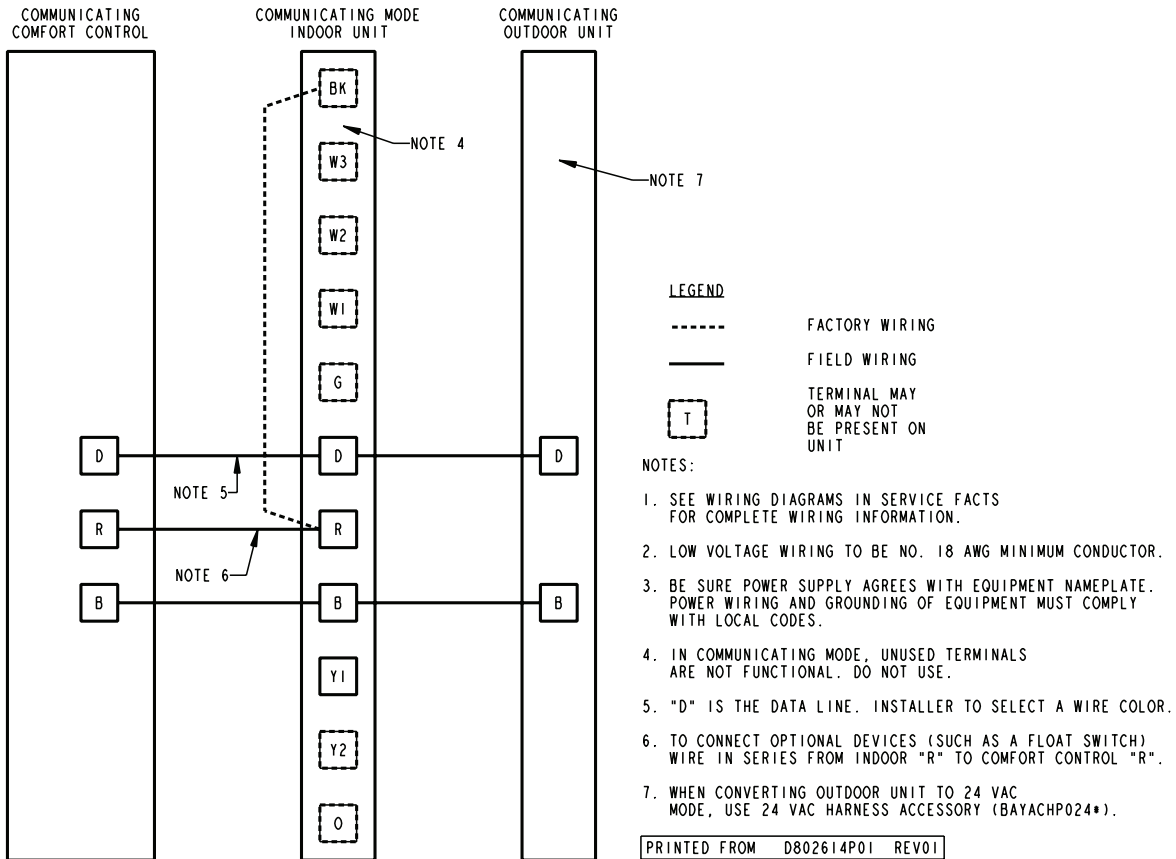 COMMUNICATING
COMFORT CONTROL
COMMUNICATING MODE
INDOOR UNIT
COMMUNICATING
OUTDOOR UNIT
BK
NOTE 4
W3
NOTE 7
W2
W1
G
D
D
D
NOTE 5
R
R
NOTE 6
B
B
B
Y1
Y2
O
LEGEND
FACTORY WIRING
FIELD WIRING
T
TERMINAL MAY
OR MAY NOT
BE PRESENT ON
UNIT
NOTES:
1. SEE WIRING DIAGRAMS IN SERVICE FACTS
FOR COMPLETE WIRING INFORMATION.
2. LOW VOLTAGE WIRING TO BE NO. 18 AWG MINIMUM CONDUCTOR.
3. BE SURE POWER SUPPLY AGREES WITH EQUIPMENT NAMEPLATE.
POWER WIRING AND GROUNDING OF EQUIPMENT MUST COMPLY
WITH LOCAL CODES.
4. IN COMMUNICATING MODE, UNUSED TERMINALS
ARE NOT FUNCTIONAL. DO NOT USE.
5. "D" IS THE DATA LINE. INSTALLER TO SELECT A WIRE COLOR.
6. TO CONNECT OPTIONAL DEVICES (SUCH AS A FLOAT SWITCH)
WIRE IN SERIES FROM INDOOR "R" TO COMFORT CONTROL "R".
7. WHEN CONVERTING OUTDOOR UNIT TO 24 VAC
MODE, USE 24 VAC HARNESS ACCESSORY (BAYACHP024*).
PRINTED FROM D802614P01 REV01